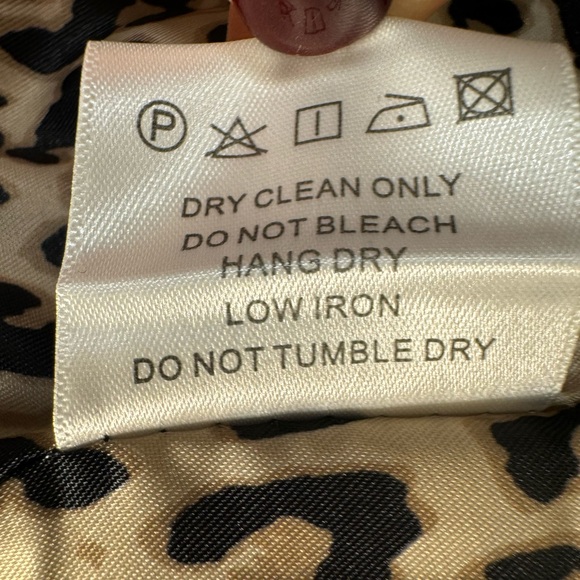 P
DRY CLEAN ONLY
DO NOT BLEACH
HANG DRY
LOW IRON
DO NOT TUMBLE DRY